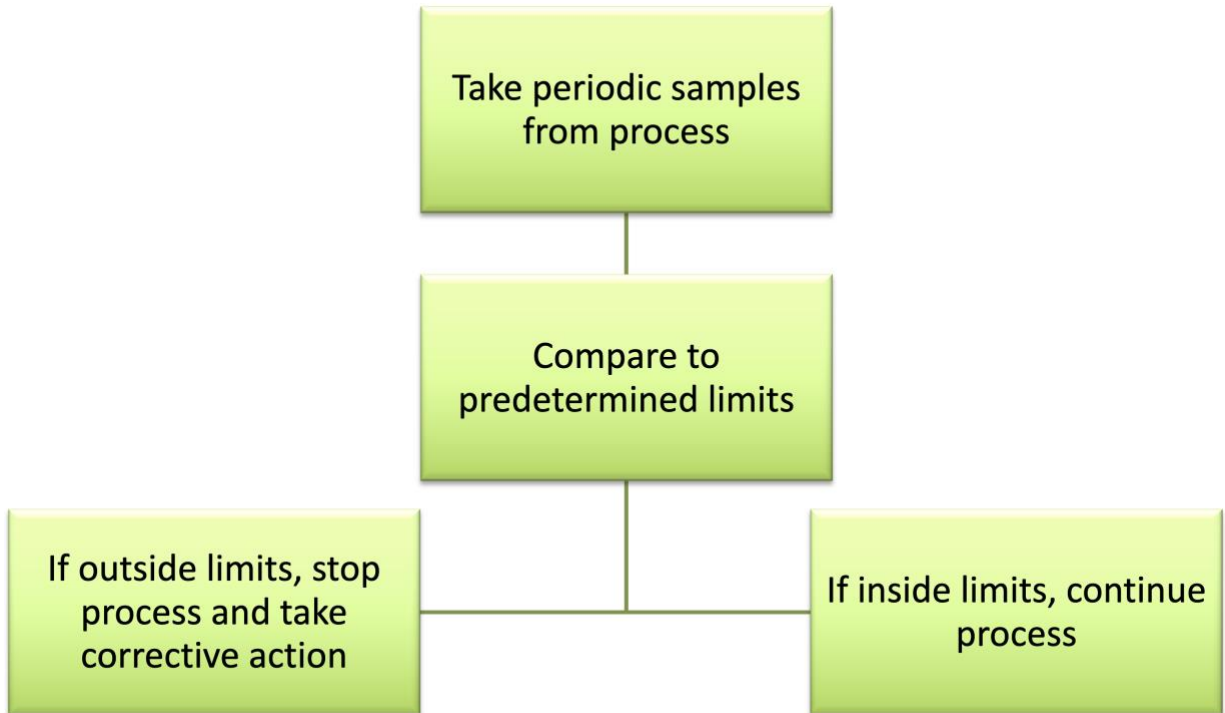 Take periodic samples
from process
Compare to
predetermined limits
If outside limits, stop
process and take
corrective action
If inside limits, continue
process